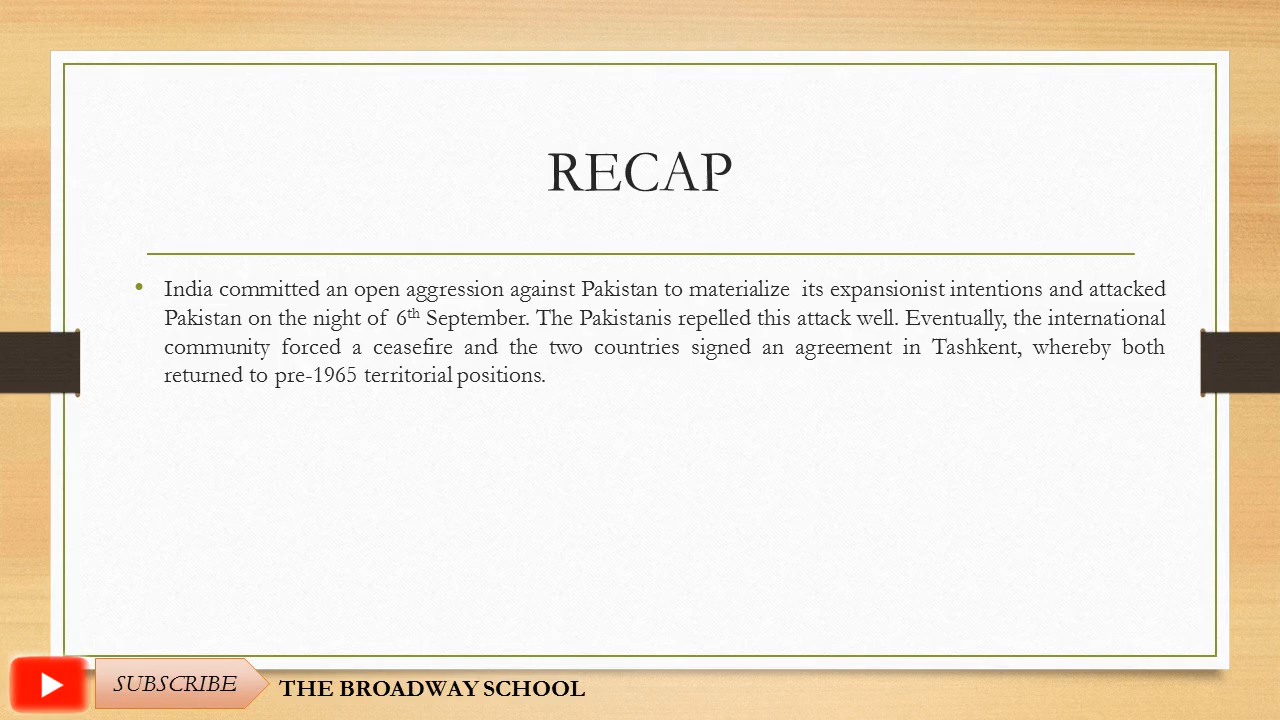 RECAP
• India committed an open aggression against Pakistan to materialize  its expansionist intentions and attacked
Pakistan on the night of 6th September. The Pakistanis repelled this attack well. Eventually, the international
community forced a ceasefire and the two countries signed an agreement in Tashkent, whereby both
returned to pre-1965 territorial positions.
SUBSCRIBE
THE BROADWAY SCHOOL